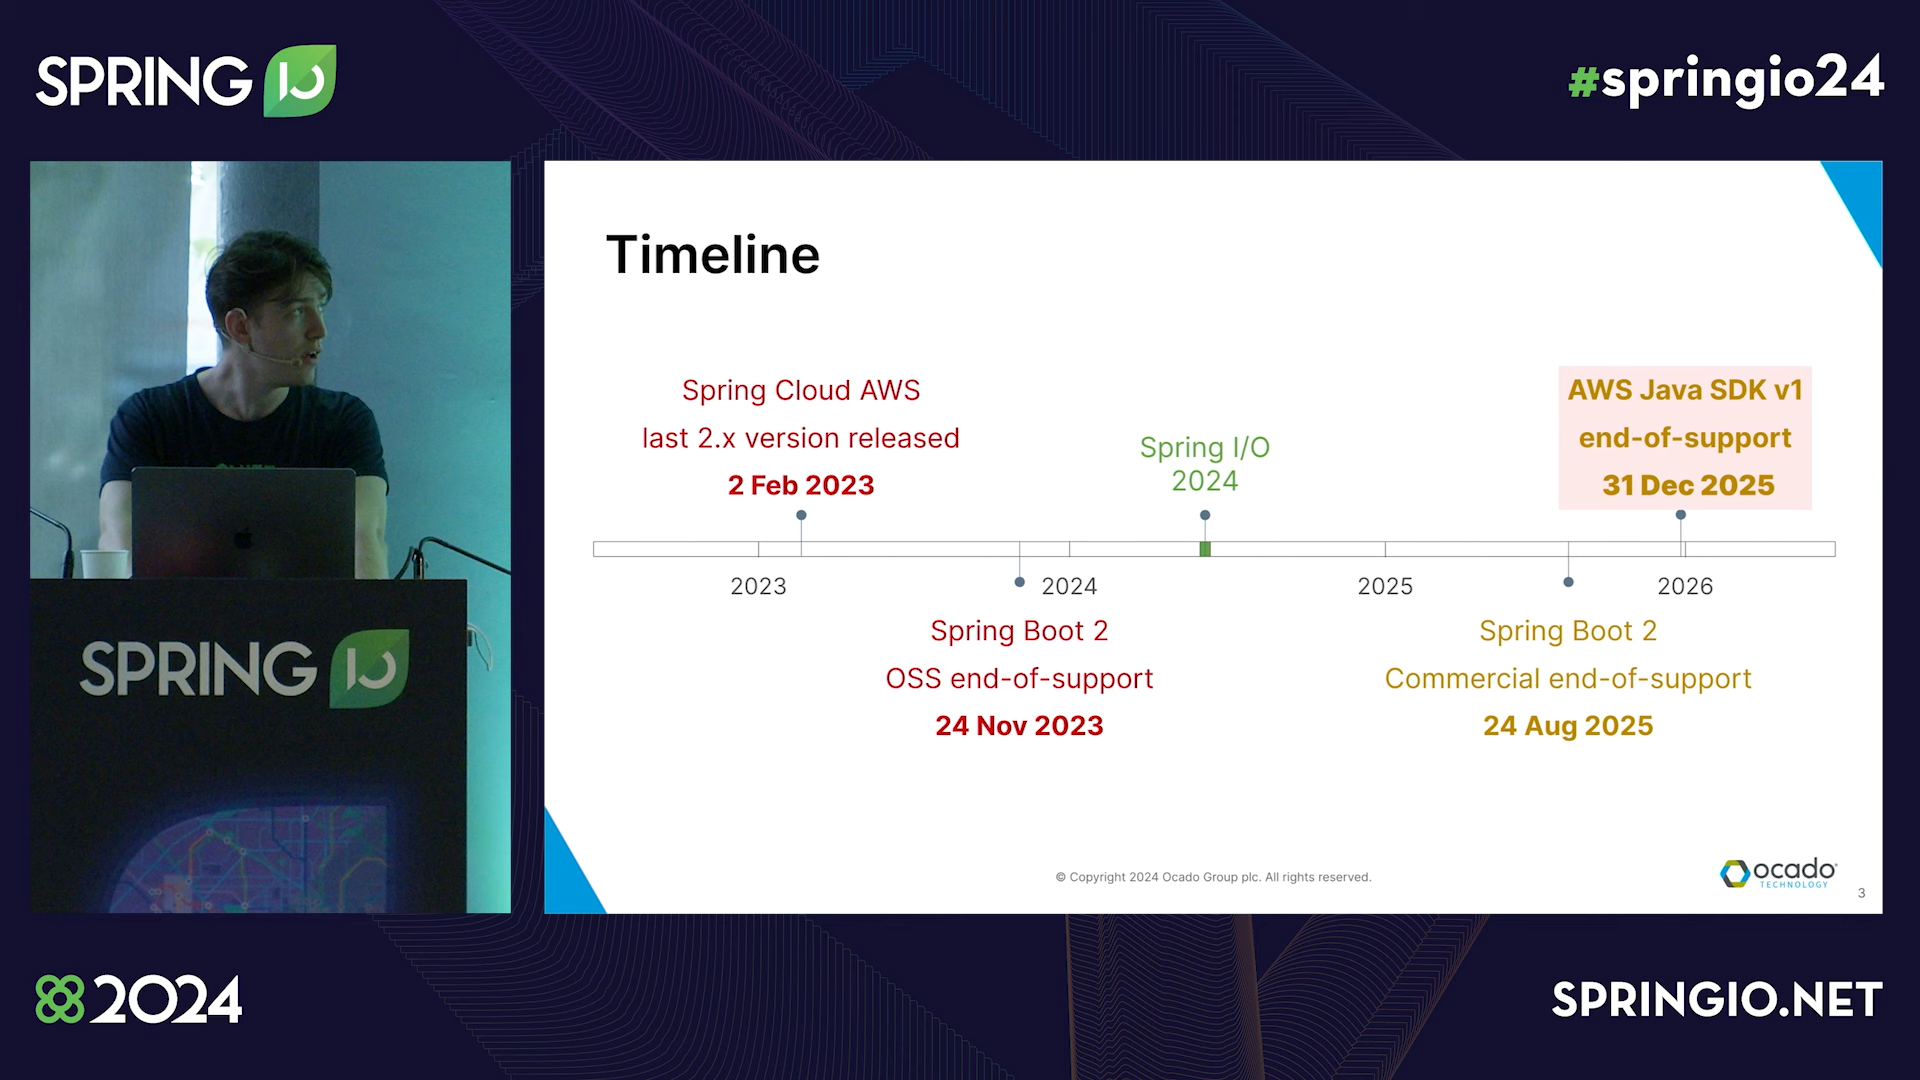 SPRING IO
#springio24
Timeline
Spring Cloud AWS
last 2.x version released
2 Feb 2023
Spring I/O
2024
AWS Java SDK v1
end-of-support
31 Dec 2025
2023
2024
2025
2026
Spring Boot 2
OSS end-of-support
24 Nov 2023
Spring Boot 2
Commercial end-of-support
24 Aug 2025
© Copyright 2024 Ocado Group plc. All rights reserved.
ocado
TECHNOLOGY
3
SPRING IO
2024
SPRINGIO.NET